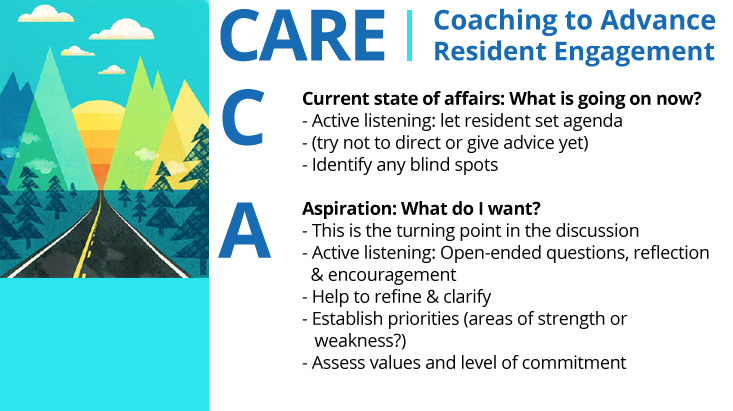 CARE | Coaching to Advance
Resident Engagement
C
Current state of affairs: What is going on now?
- Active listening: let resident set agenda
- (try not to direct or give advice yet)
- Identify any blind spots
A
Aspiration: What do I want?
- This is the turning point in the discussion
- Active listening: Open-ended questions, reflection
& encouragement
- Help to refine & clarify
- Establish priorities (areas of strength or
weakness?)
- Assess values and level of commitment